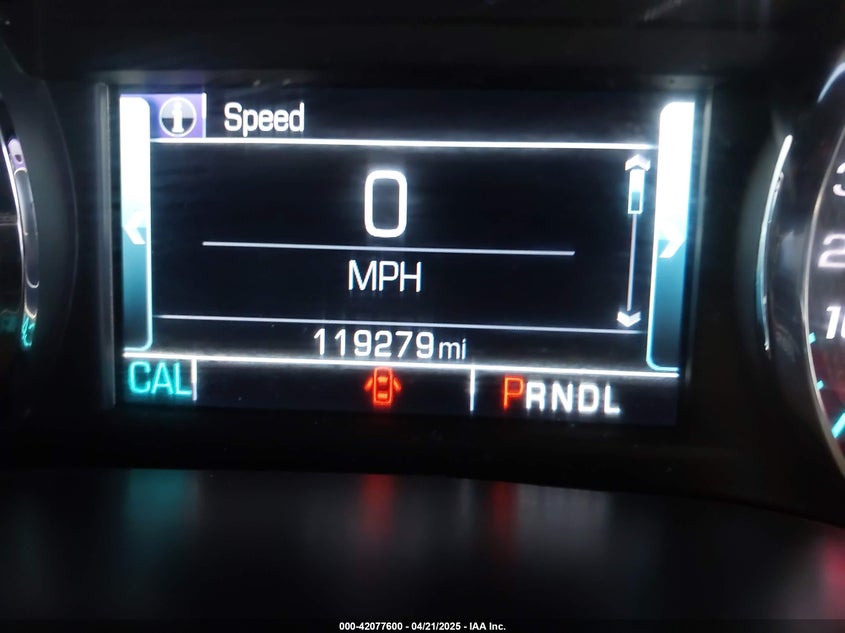 Speed
0
MPH
119279mi
CAL
PRNDL
000-42077600 - 04/21/2025 - IAA Inc.